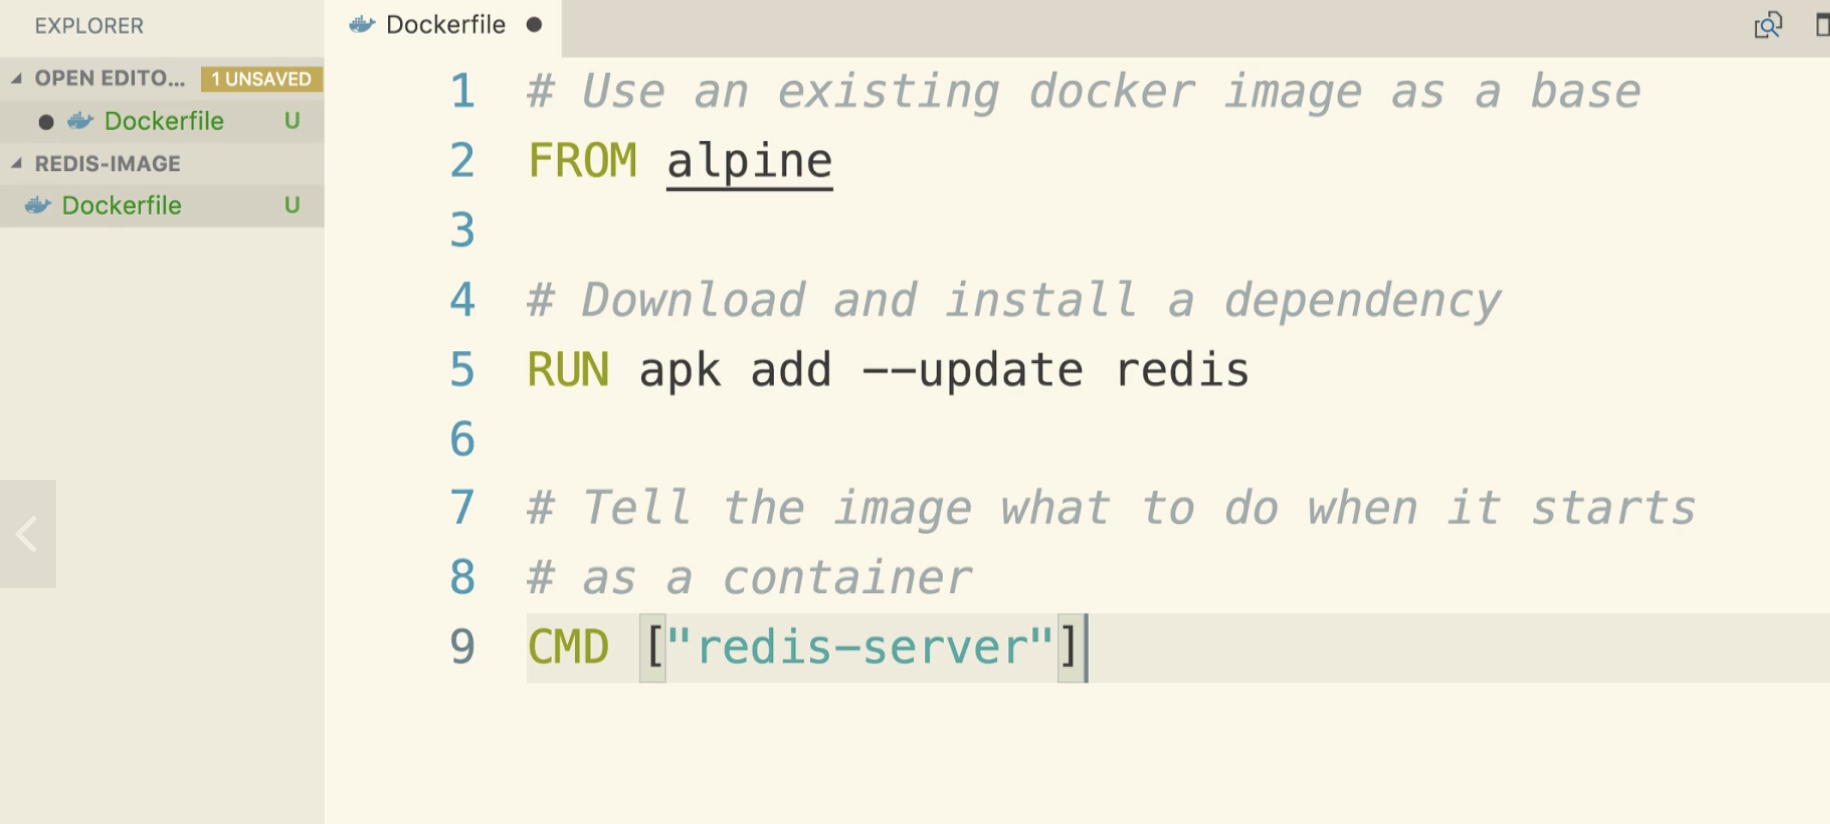 EXPLORER
OPEN EDITO... 1 UNSAVED
Dockerfile U
REDIS-IMAGE
Dockerfile U
Dockerfile
1 # Use an existing docker image as a base
2 FROM alpine
3
4 # Download and install a dependency
5 RUN apk add --update redis
6
7 # Tell the image what to do when it starts
8 # as a container
9 CMD ["redis-server"]